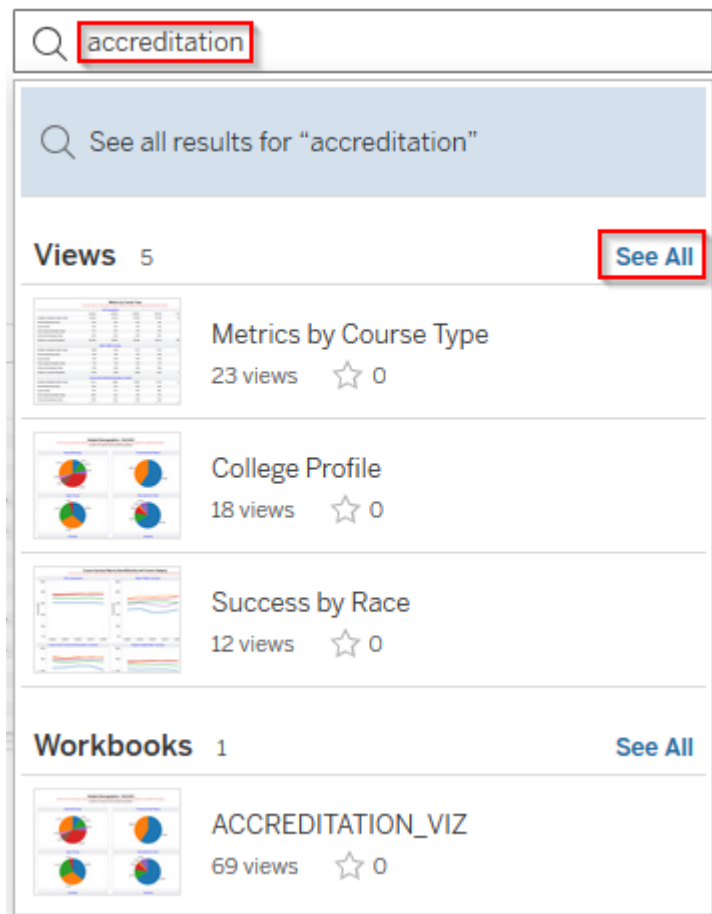 accreditation
See all results for “accreditation”
Views 5 See All
Metrics by Course Type
23 views 0
College Profile
18 views 0
Success by Race
12 views 0
Workbooks 1 See All
ACCREDITATION_VIZ
69 views 0